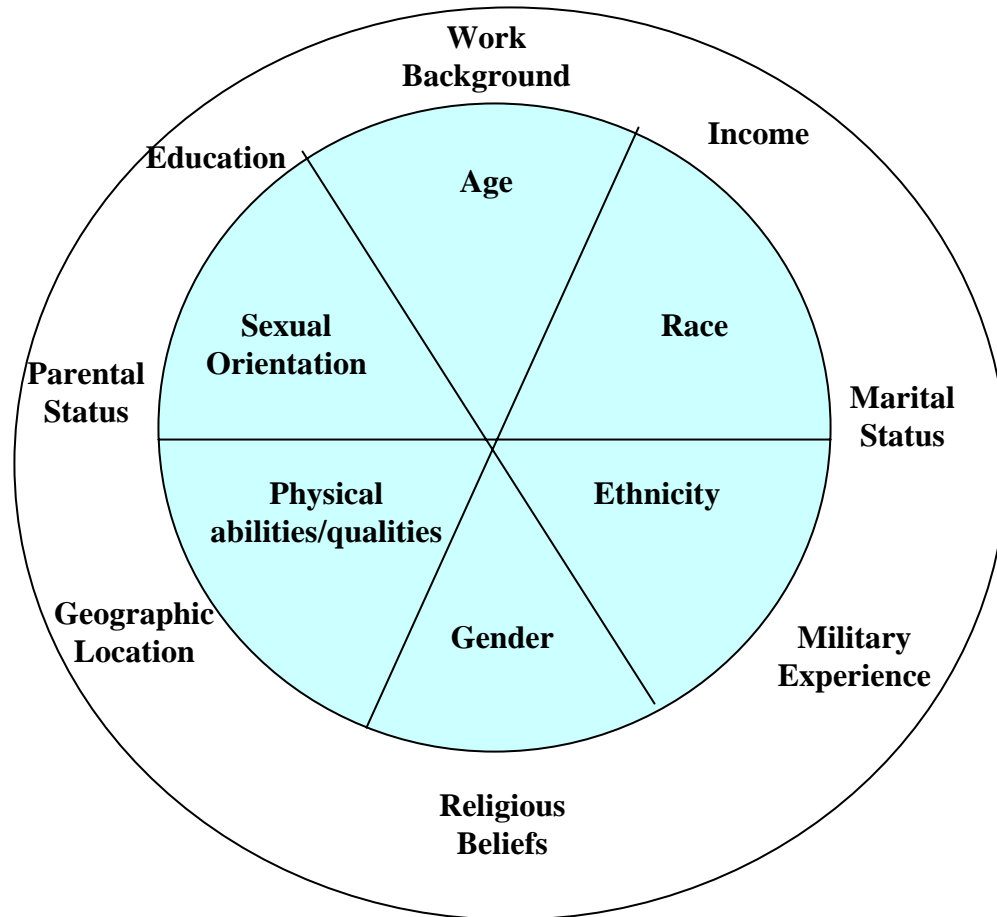 Work
Background
Income
Education
Age
Sexual
Orientation
Race
Parental
Status
Marital
Status
Physical
abilities/qualities
Ethnicity
Geographic
Location
Gender
Military
Experience
Religious
Beliefs